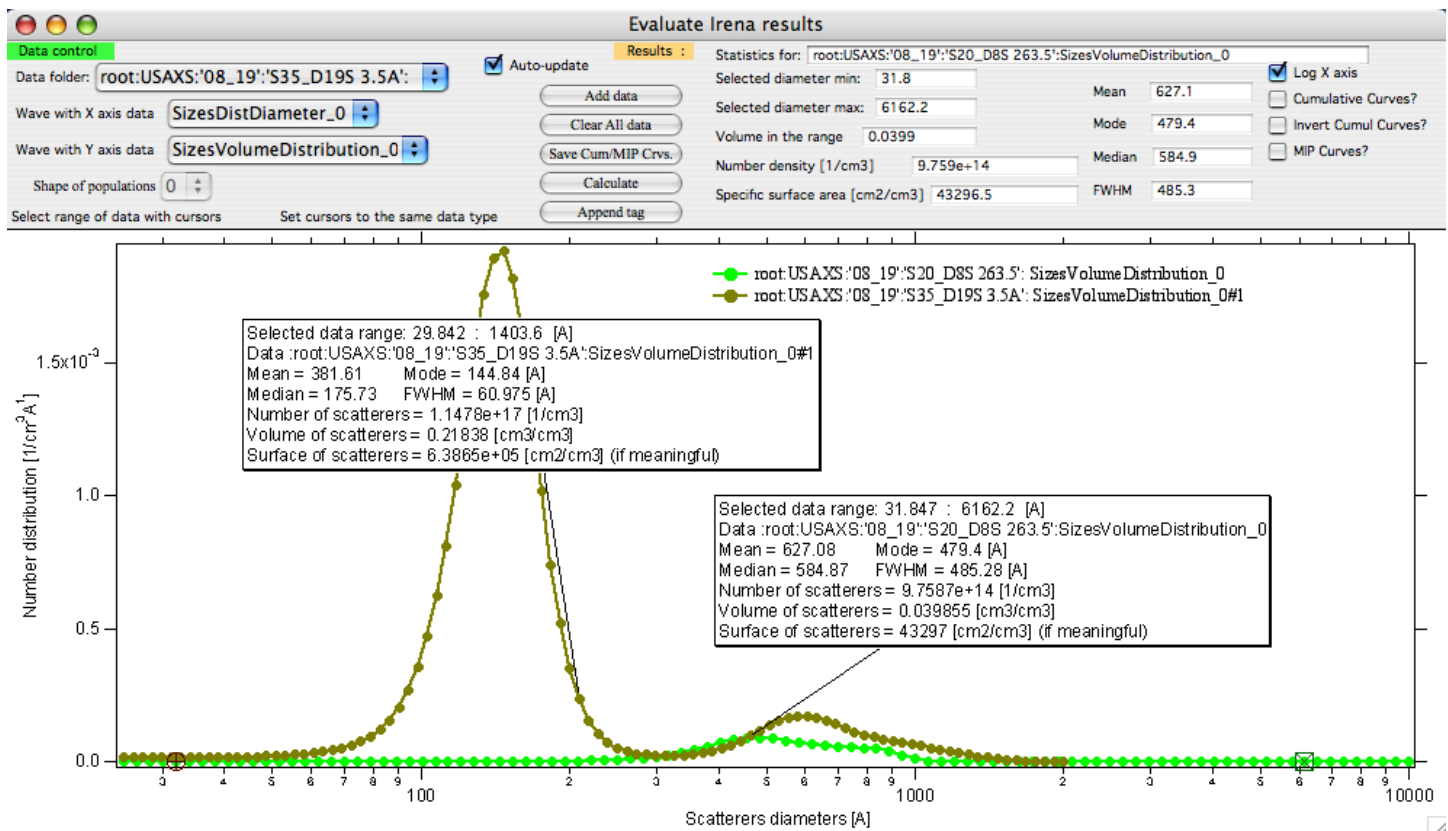 Evaluate Irena results
Data control
Data folder: root:USAXS:'08_19':'S35_D19S 3.5A':
Wave with X axis data SizesDistDiameter_0
Wave with Y axis data SizesVolumeDistribution_0
Shape of populations 0
Select range of data with cursors Set cursors to the same data type
Auto-update
Results :
Add data
Clear All data
Save Cum/MIP Crvs.
Calculate
Append tag
Statistics for: root:USAXS:'08_19':'S20_D8S 263.5':SizesVolumeDistribution_0
Selected diameter min: 31.8
Selected diameter max: 6162.2
Volume in the range 0.0399
Number density [1/cm3] 9.759e+14
Specific surface area [cm2/cm3] 43296.5
Mean 627.1
Mode 479.4
Median 584.9
FWHM 485.3
Log X axis
Cumulative Curves?
Invert Cumul Curves?
MIP Curves?
root:USAXS:'08_19':'S20_D8S 263.5': SizesVolumeDistribution_0
root:USAXS:'08_19':'S35_D19S 3.5A': SizesVolumeDistribution_0#1
Selected data range: 29.842 : 1403.6 [A]
Data :root:USAXS:'08_19':'S35_D19S 3.5A':SizesVolumeDistribution_0#1
Mean = 381.61 Mode = 144.84 [A]
Median = 175.73 FWHM = 60.975 [A]
Number of scatterers = 1.1478e+17 [1/cm3]
Volume of scatterers = 0.21838 [cm3/cm3]
Surface of scatterers = 6.3865e+05 [cm2/cm3] (if meaningful)
Selected data range: 31.847 : 6162.2 [A]
Data :root:USAXS:'08_19':'S20_D8S 263.5':SizesVolumeDistribution_0
Mean = 627.08 Mode = 479.4 [A]
Median = 584.87 FWHM = 485.28 [A]
Number of scatterers = 9.7587e+14 [1/cm3]
Volume of scatterers = 0.039855 [cm3/cm3]
Surface of scatterers = 43297 [cm2/cm3] (if meaningful)
Number distribution [1/cm³A¹]
1.5x10⁻³
1.0
0.5
0.0
3 4 5 6 7 8 9 2 3 4 5 6 7 8 9 2 3 4 5 6 7 8 9
100 1000 10000
Scatterers diameters [A]